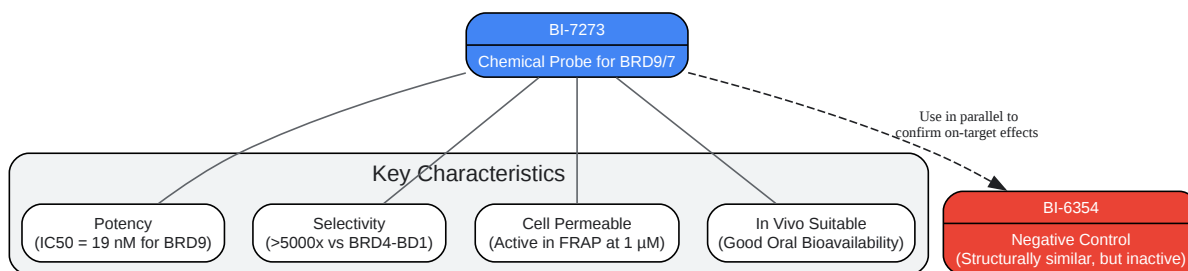 BI-7273
Chemical Probe for BRD9/7
Use in parallel to
confirm on-target effects
Key Characteristics
Potency
(IC50 = 19 nM for BRD9)
Selectivity
(>5000x vs BRD4-BD1)
Cell Permeable
(Active in FRAP at 1 µM)
In Vivo Suitable
(Good Oral Bioavailability)
BI-6354
Negative Control
(Structurally similar, but inactive)